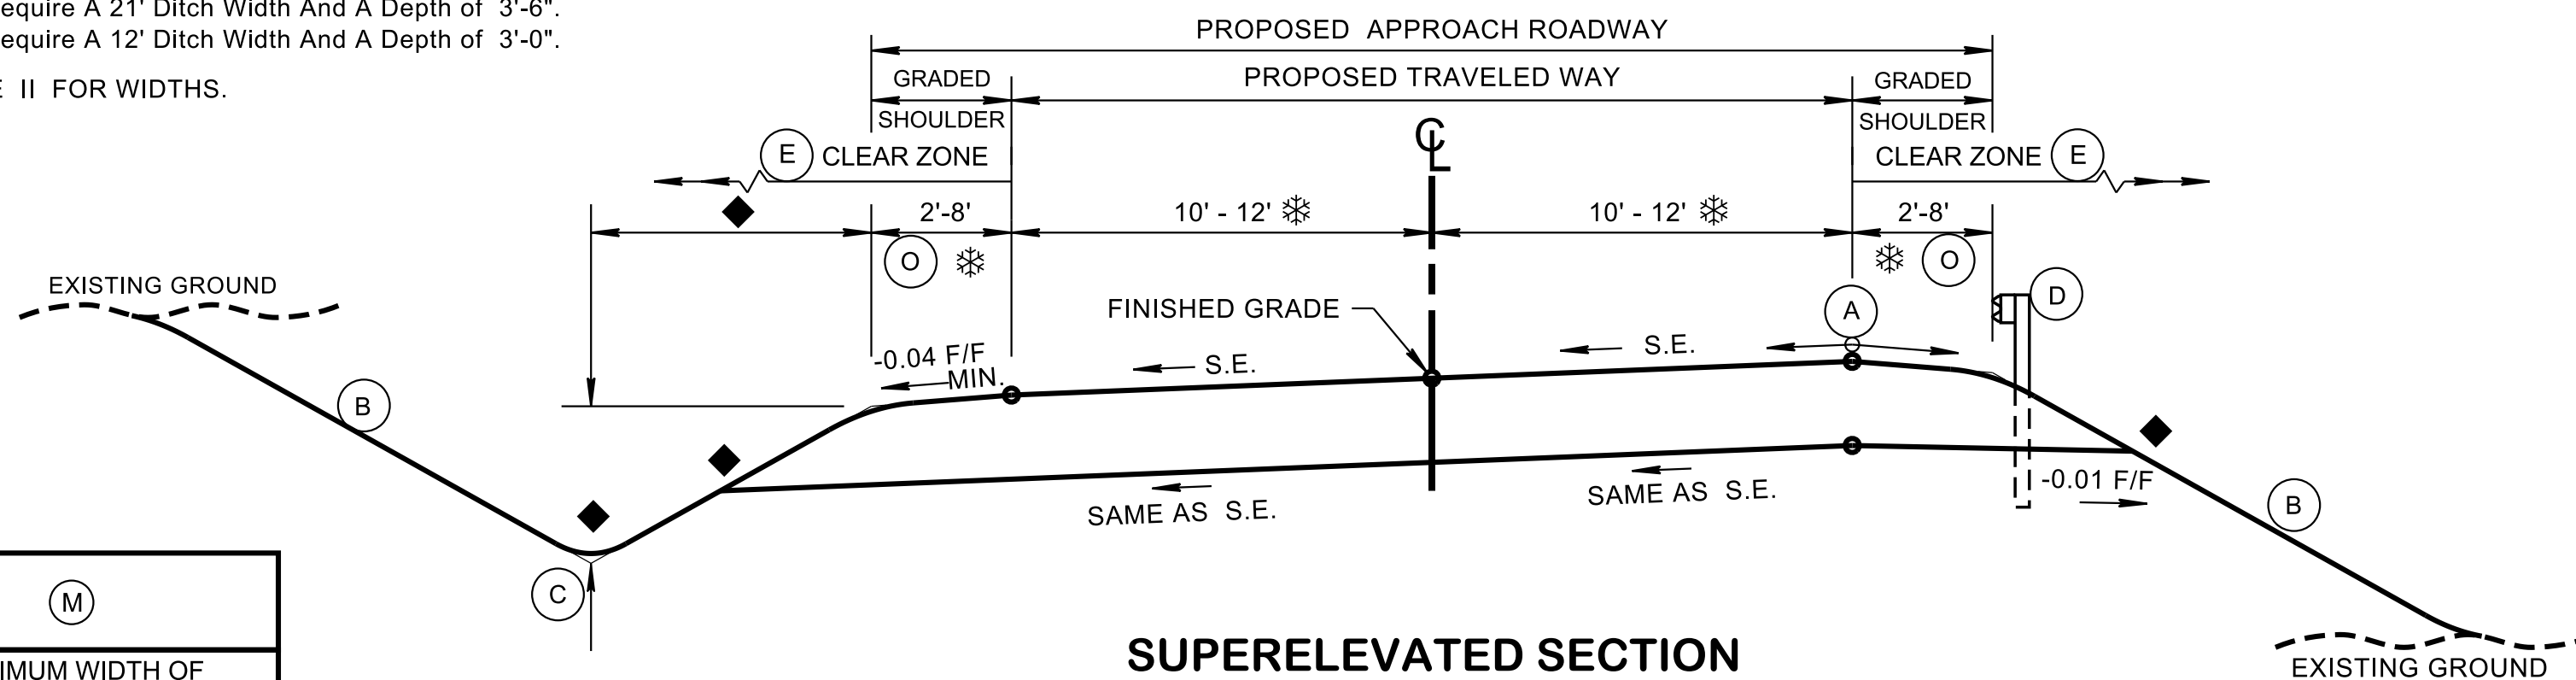 equire A 21' Ditch Width And A Depth of 3'-6".
equire A 12' Ditch Width And A Depth of 3'-0".
E II FOR WIDTHS.
PROPOSED APPROACH ROADWAY
GRADED
PROPOSED TRAVELED WAY
GRADED
SHOULDER
SHOULDER
E CLEAR ZONE
CL
CLEAR ZONE E
2'-8'
10' - 12'
10' - 12'
2'-8'
O
O
EXISTING GROUND
FINISHED GRADE
A
D
-0.04 F/F
MIN.
S.E.
S.E.
B
SAME AS S.E.
SAME AS S.E.
-0.01 F/F
B
C
M
IMUM WIDTH OF
SUPERELEVATED SECTION
EXISTING GROUND